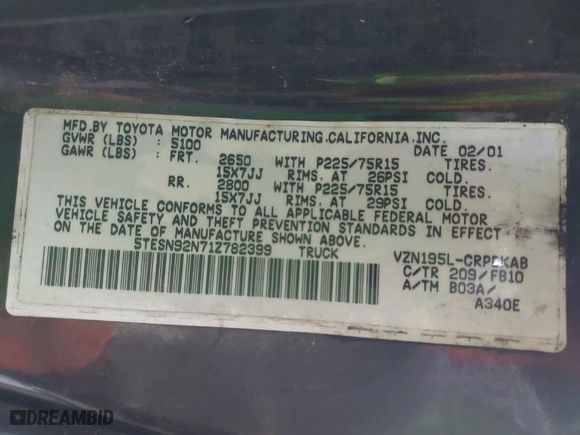 MFD.BY TOYOTA MOTOR MANUFACTURING.CALIFORNIA.INC.
GVWR (LBS) : 5100 DATE 02/01
GAWR (LBS) : FRT. 2650 WITH P225/75R15 TIRES.
15X7JJ RIMS. AT 26PSI COLD.
RR. 2800 WITH P225/75R15 TIRES.
15X7JJ RIMS. AT 29PSI COLD.
THIS VEHICLE CONFORMS TO ALL APPLICABLE FEDERAL MOTOR
VEHICLE SAFETY AND THEFT PREVENTION STANDARDS IN EFFECT
ON THE DATE OF MANUFACTURE SHOWN ABOVE.
5TESN92N71Z782399 TRUCK
VZN195L-CRPDKAB
C/TR 209/FB10
A/TM B03A/
A340E
DREAMBID